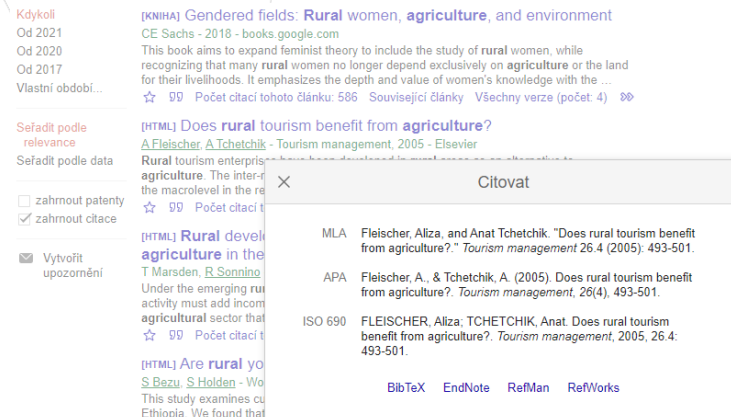 Kdykoli
Od 2021
Od 2020
Od 2017
Vlastní období...
Seřadit podle
relevance
Seřadit podle data
zahrnout patenty
zahrnout citace
Vytvořit
upozornění
[KNIHA] Gendered fields: Rural women, agriculture, and environment
CE Sachs - 2018 - books.google.com
This book aims to expand feminist theory to include the study of rural women, while
recognizing that many rural women no longer depend exclusively on agriculture or the land
for their livelihoods. It emphasizes the depth and value of women's knowledge with the ...
Počet citací tohoto článku: 586 Související články Všechny verze (počet: 4)
[HTML] Does rural tourism benefit from agriculture?
A Fleischer, A Tchetchik - Tourism management, 2005 - Elsevier
Rural tourism enterprises have been developed in rural areas as an alternative to
agriculture. The inter-r
the macrolevel in the re
Počet citací t
[HTML] Rural develo
agriculture in the
T Marsden, R Sonnino
Under the emerging ru
activity must add incom
agricultural sector that
Počet citací t
[HTML] Are rural yo
S Bezu, S Holden - Wo
This study examines cu
Ethiopia. We found that
Citovat
MLA Fleischer, Aliza, and Anat Tchetchik. "Does rural tourism benefit
from agriculture?." Tourism management 26.4 (2005): 493-501.
APA Fleischer, A., & Tchetchik, A. (2005). Does rural tourism benefit
from agriculture?. Tourism management, 26(4), 493-501.
ISO 690 FLEISCHER, Aliza; TCHETCHIK, Anat. Does rural tourism
benefit from agriculture?. Tourism management, 2005, 26.4:
493-501.
BibTeX EndNote RefMan RefWorks